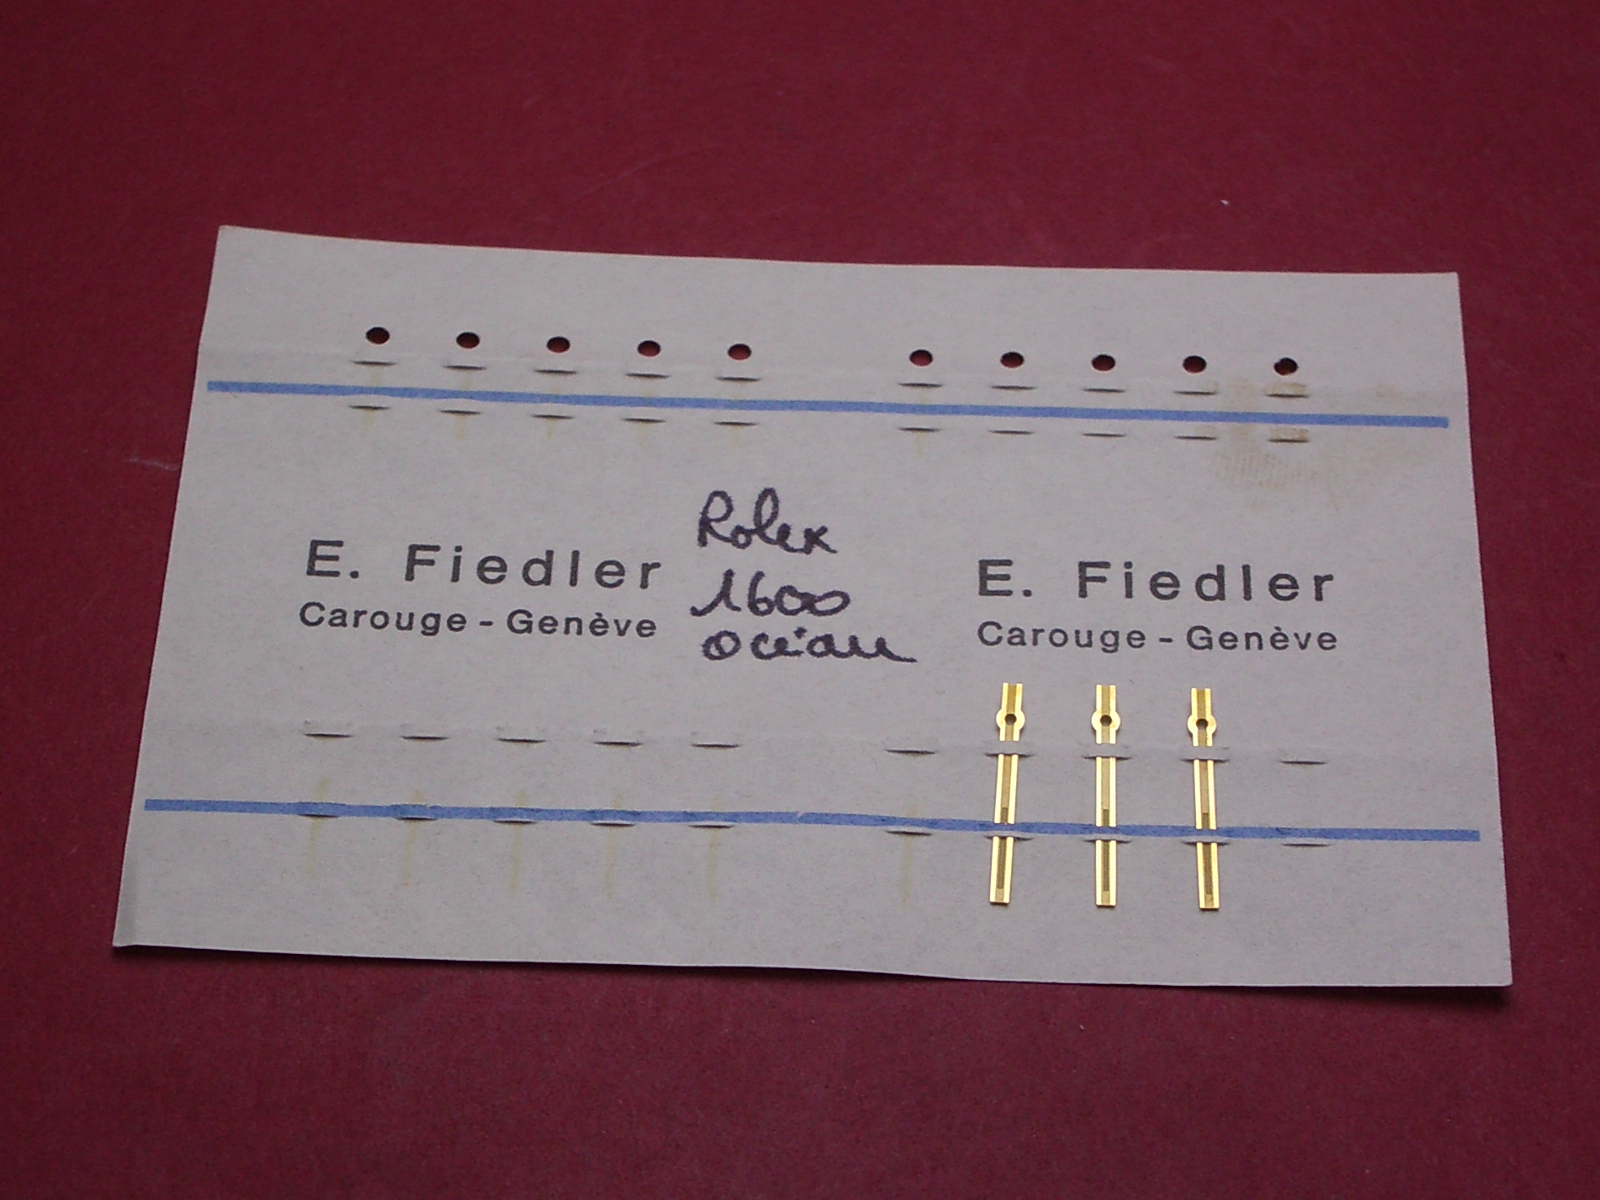 E. Fiedler
Carouge - Genève
Rolex
1600
océan
E. Fiedler
Carouge - Genève